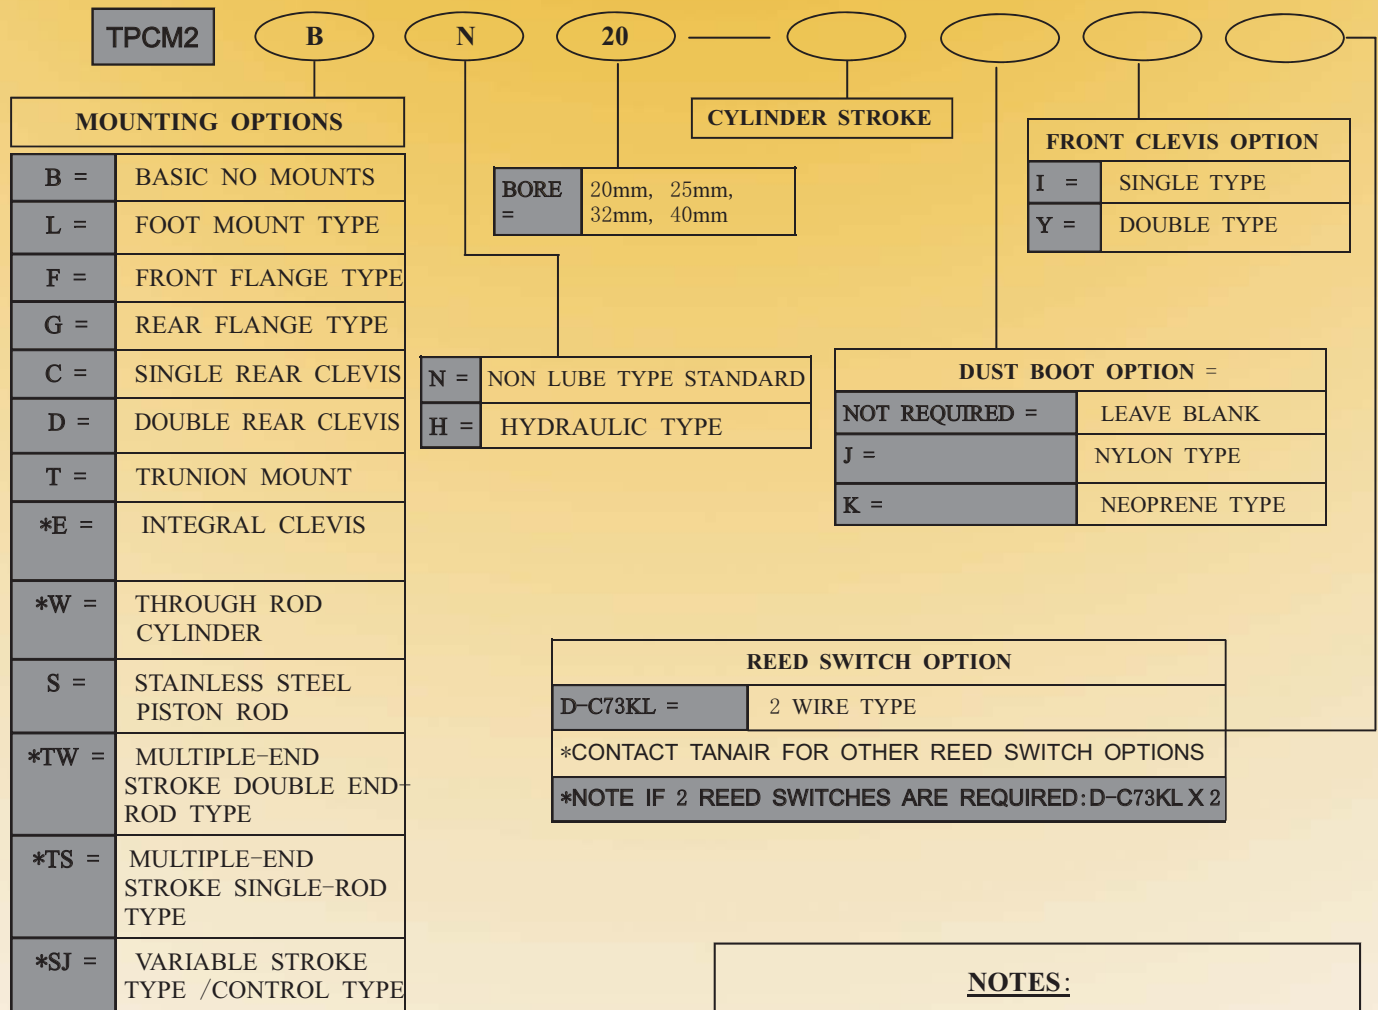 TPCM2 B N 20
MOUNTING OPTIONS
B = BASIC NO MOUNTS
L = FOOT MOUNT TYPE
F = FRONT FLANGE TYPE
G = REAR FLANGE TYPE
C = SINGLE REAR CLEVIS
D = DOUBLE REAR CLEVIS
T = TRUNION MOUNT
*E = INTEGRAL CLEVIS
*W = THROUGH ROD
CYLINDER
S = STAINLESS STEEL
PISTON ROD
*TW = MULTIPLE-END
STROKE DOUBLE END-
ROD TYPE
*TS = MULTIPLE-END
STROKE SINGLE-ROD
TYPE
*SJ = VARIABLE STROKE
TYPE /CONTROL TYPE
BORE
=
20mm, 25mm,
32mm, 40mm
N = NON LUBE TYPE STANDARD
H = HYDRAULIC TYPE
CYLINDER STROKE
FRONT CLEVIS OPTION
I = SINGLE TYPE
Y = DOUBLE TYPE
DUST BOOT OPTION =
NOT REQUIRED = LEAVE BLANK
J = NYLON TYPE
K = NEOPRENE TYPE
REED SWITCH OPTION
D-C73KL = 2 WIRE TYPE
*CONTACT TANAIR FOR OTHER REED SWITCH OPTIONS
*NOTE IF 2 REED SWITCHES ARE REQUIRED:D-C73KL X 2
NOTES: